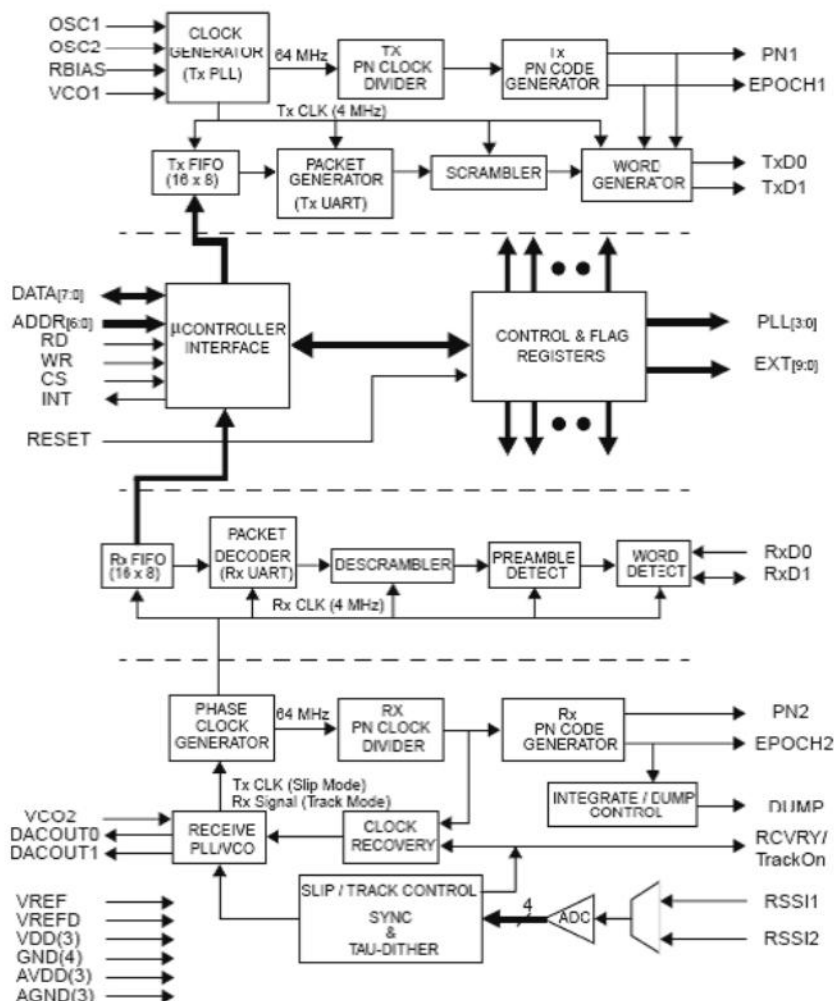 OSC1
OSC2
RBIAS
VCO1
CLOCK
GENERATOR
(Tx PLL)
64 MHz
TX
PN CLOCK
DIVIDER
Tx
PN CODE
GENERATOR
PN1
EPOCH1
Tx CLK (4 MHz)
Tx FIFO
(16 x 8)
PACKET
GENERATOR
(Tx UART)
SCRAMBLER
WORD
GENERATOR
TxD0
TxD1
DATA[7:0]
ADDR[6:0]
RD
WR
CS
INT
RESET
µCONTROLLER
INTERFACE
CONTROL & FLAG
REGISTERS
PLL[3:0]
EXT[9:0]
Rx FIFO
(16 x 8)
PACKET
DECODER
(Rx UART)
DESCRAMBLER
PREAMBLE
DETECT
WORD
DETECT
RxD0
RxD1
Rx CLK (4 MHz)
PHASE
CLOCK
GENERATOR
64 MHz
RX
PN CLOCK
DIVIDER
Rx
PN CODE
GENERATOR
PN2
EPOCH2
Tx CLK (Slip Mode)
Rx Signal (Track Mode)
INTEGRATE / DUMP
CONTROL
DUMP
VCO2
DACOUT0
DACOUT1
RECEIVE
PLL/VCO
CLOCK
RECOVERY
RCVRY/
TrackOn
SLIP / TRACK CONTROL
SYNC
&
TAU-DITHER
4
ADC
RSSI1
RSSI2
VREF
VREFD
VDD(3)
GND(4)
AVDD(3)
AGND(3)